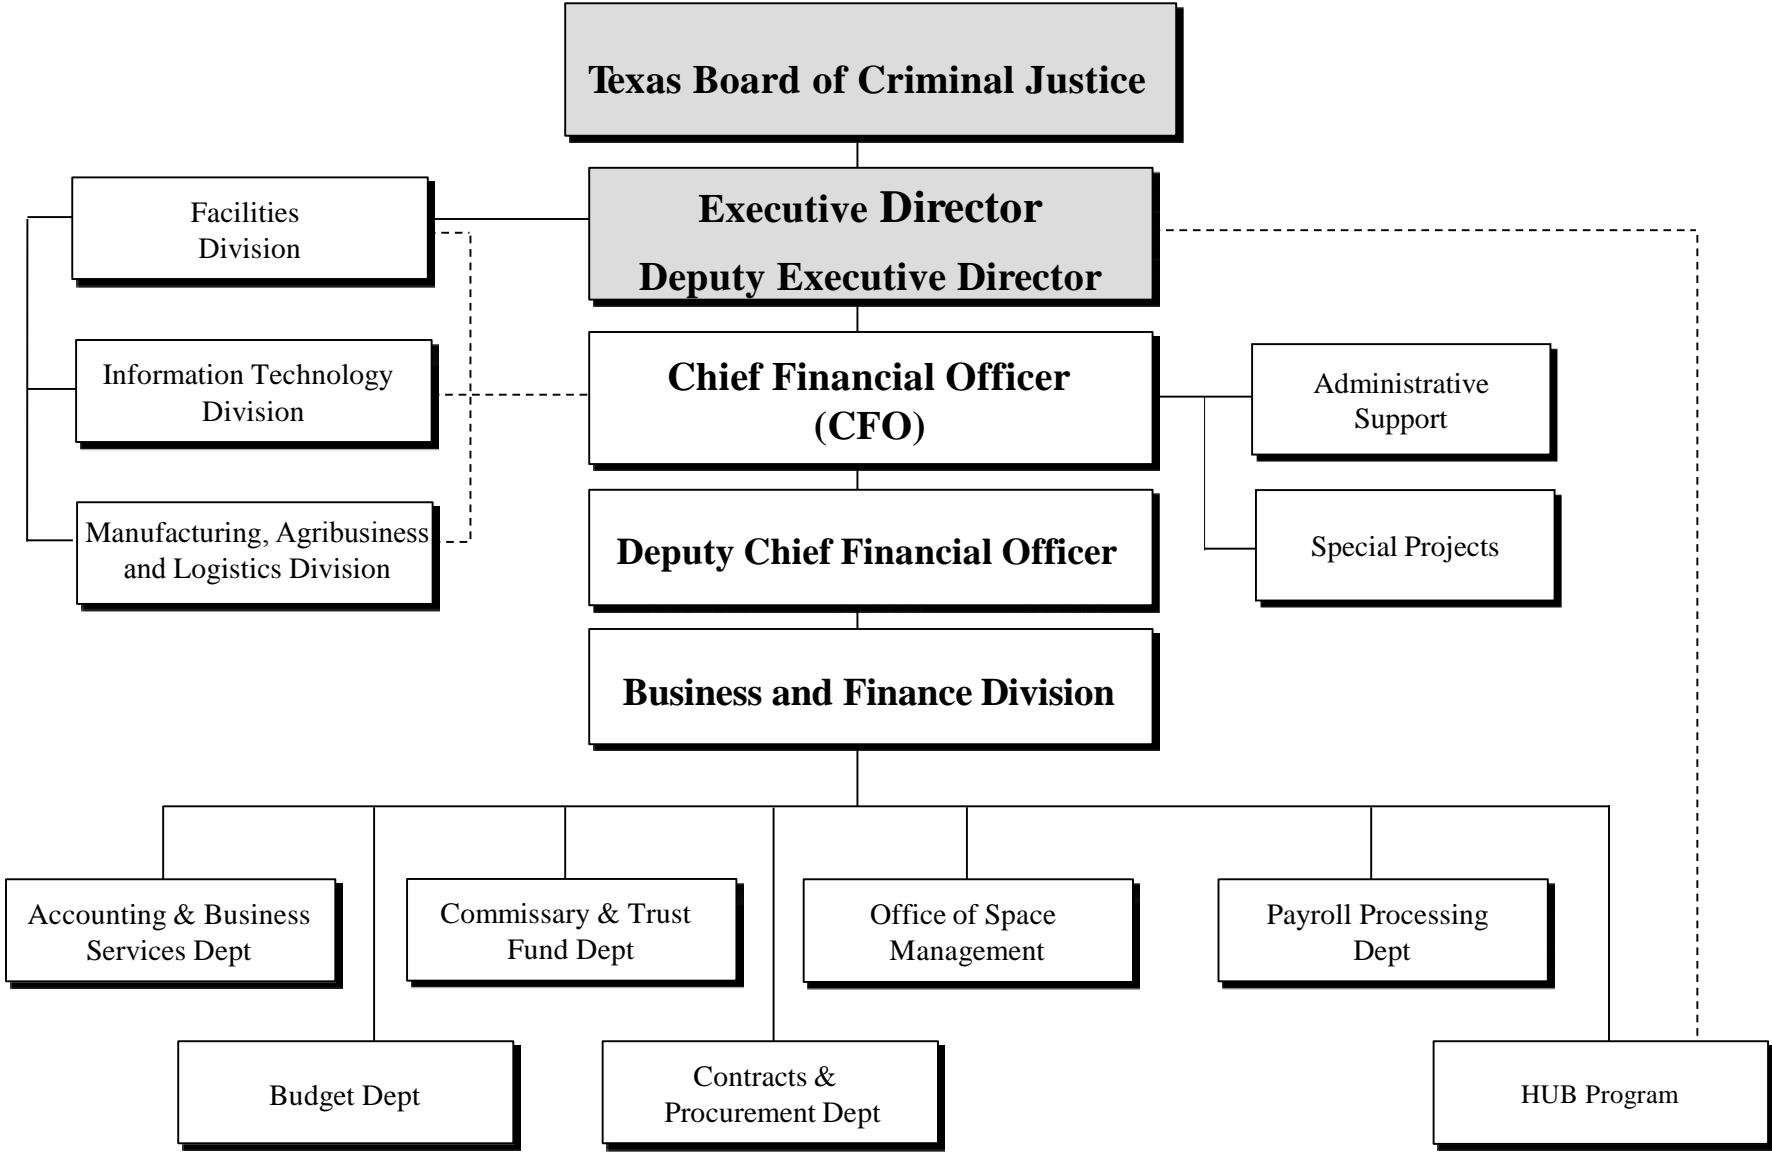 Texas Board of Criminal Justice
Executive Director
Deputy Executive Director
Facilities
Division
Information Technology
Division
Manufacturing, Agribusiness
and Logistics Division
Chief Financial Officer
(CFO)
Administrative
Support
Special Projects
Deputy Chief Financial Officer
Business and Finance Division
Accounting & Business
Services Dept
Commissary & Trust
Fund Dept
Office of Space
Management
Payroll Processing
Dept
Budget Dept
Contracts &
Procurement Dept
HUB Program